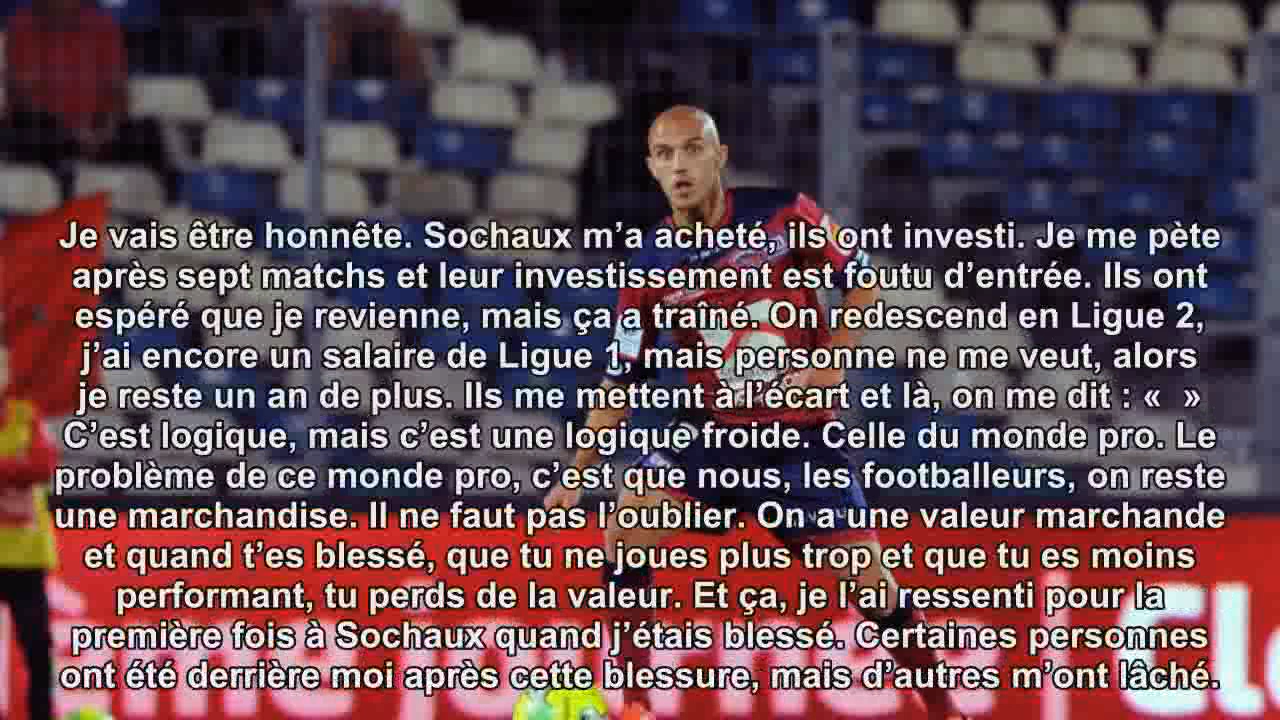 Je vais être honnête. Sochaux m’a acheté, ils ont investi. Je me pète
après sept matchs et leur investissement est foutu d’entrée. Ils ont
espéré que je revienne, mais ça a traîné. On redescend en Ligue 2,
j’ai encore un salaire de Ligue 1, mais personne ne me veut, alors
je reste un an de plus. Ils me mettent à l’écart et là, on me dit : «  »
C’est logique, mais c’est une logique froide. Celle du monde pro. Le
problème de ce monde pro, c’est que nous, les footballeurs, on reste
une marchandise. Il ne faut pas l’oublier. On a une valeur marchande
et quand t’es blessé, que tu ne joues plus trop et que tu es moins
performant, tu perds de la valeur. Et ça, je l’ai ressenti pour la
première fois à Sochaux quand j’étais blessé. Certaines personnes
ont été derrière moi après cette blessure, mais d’autres m’ont lâché.